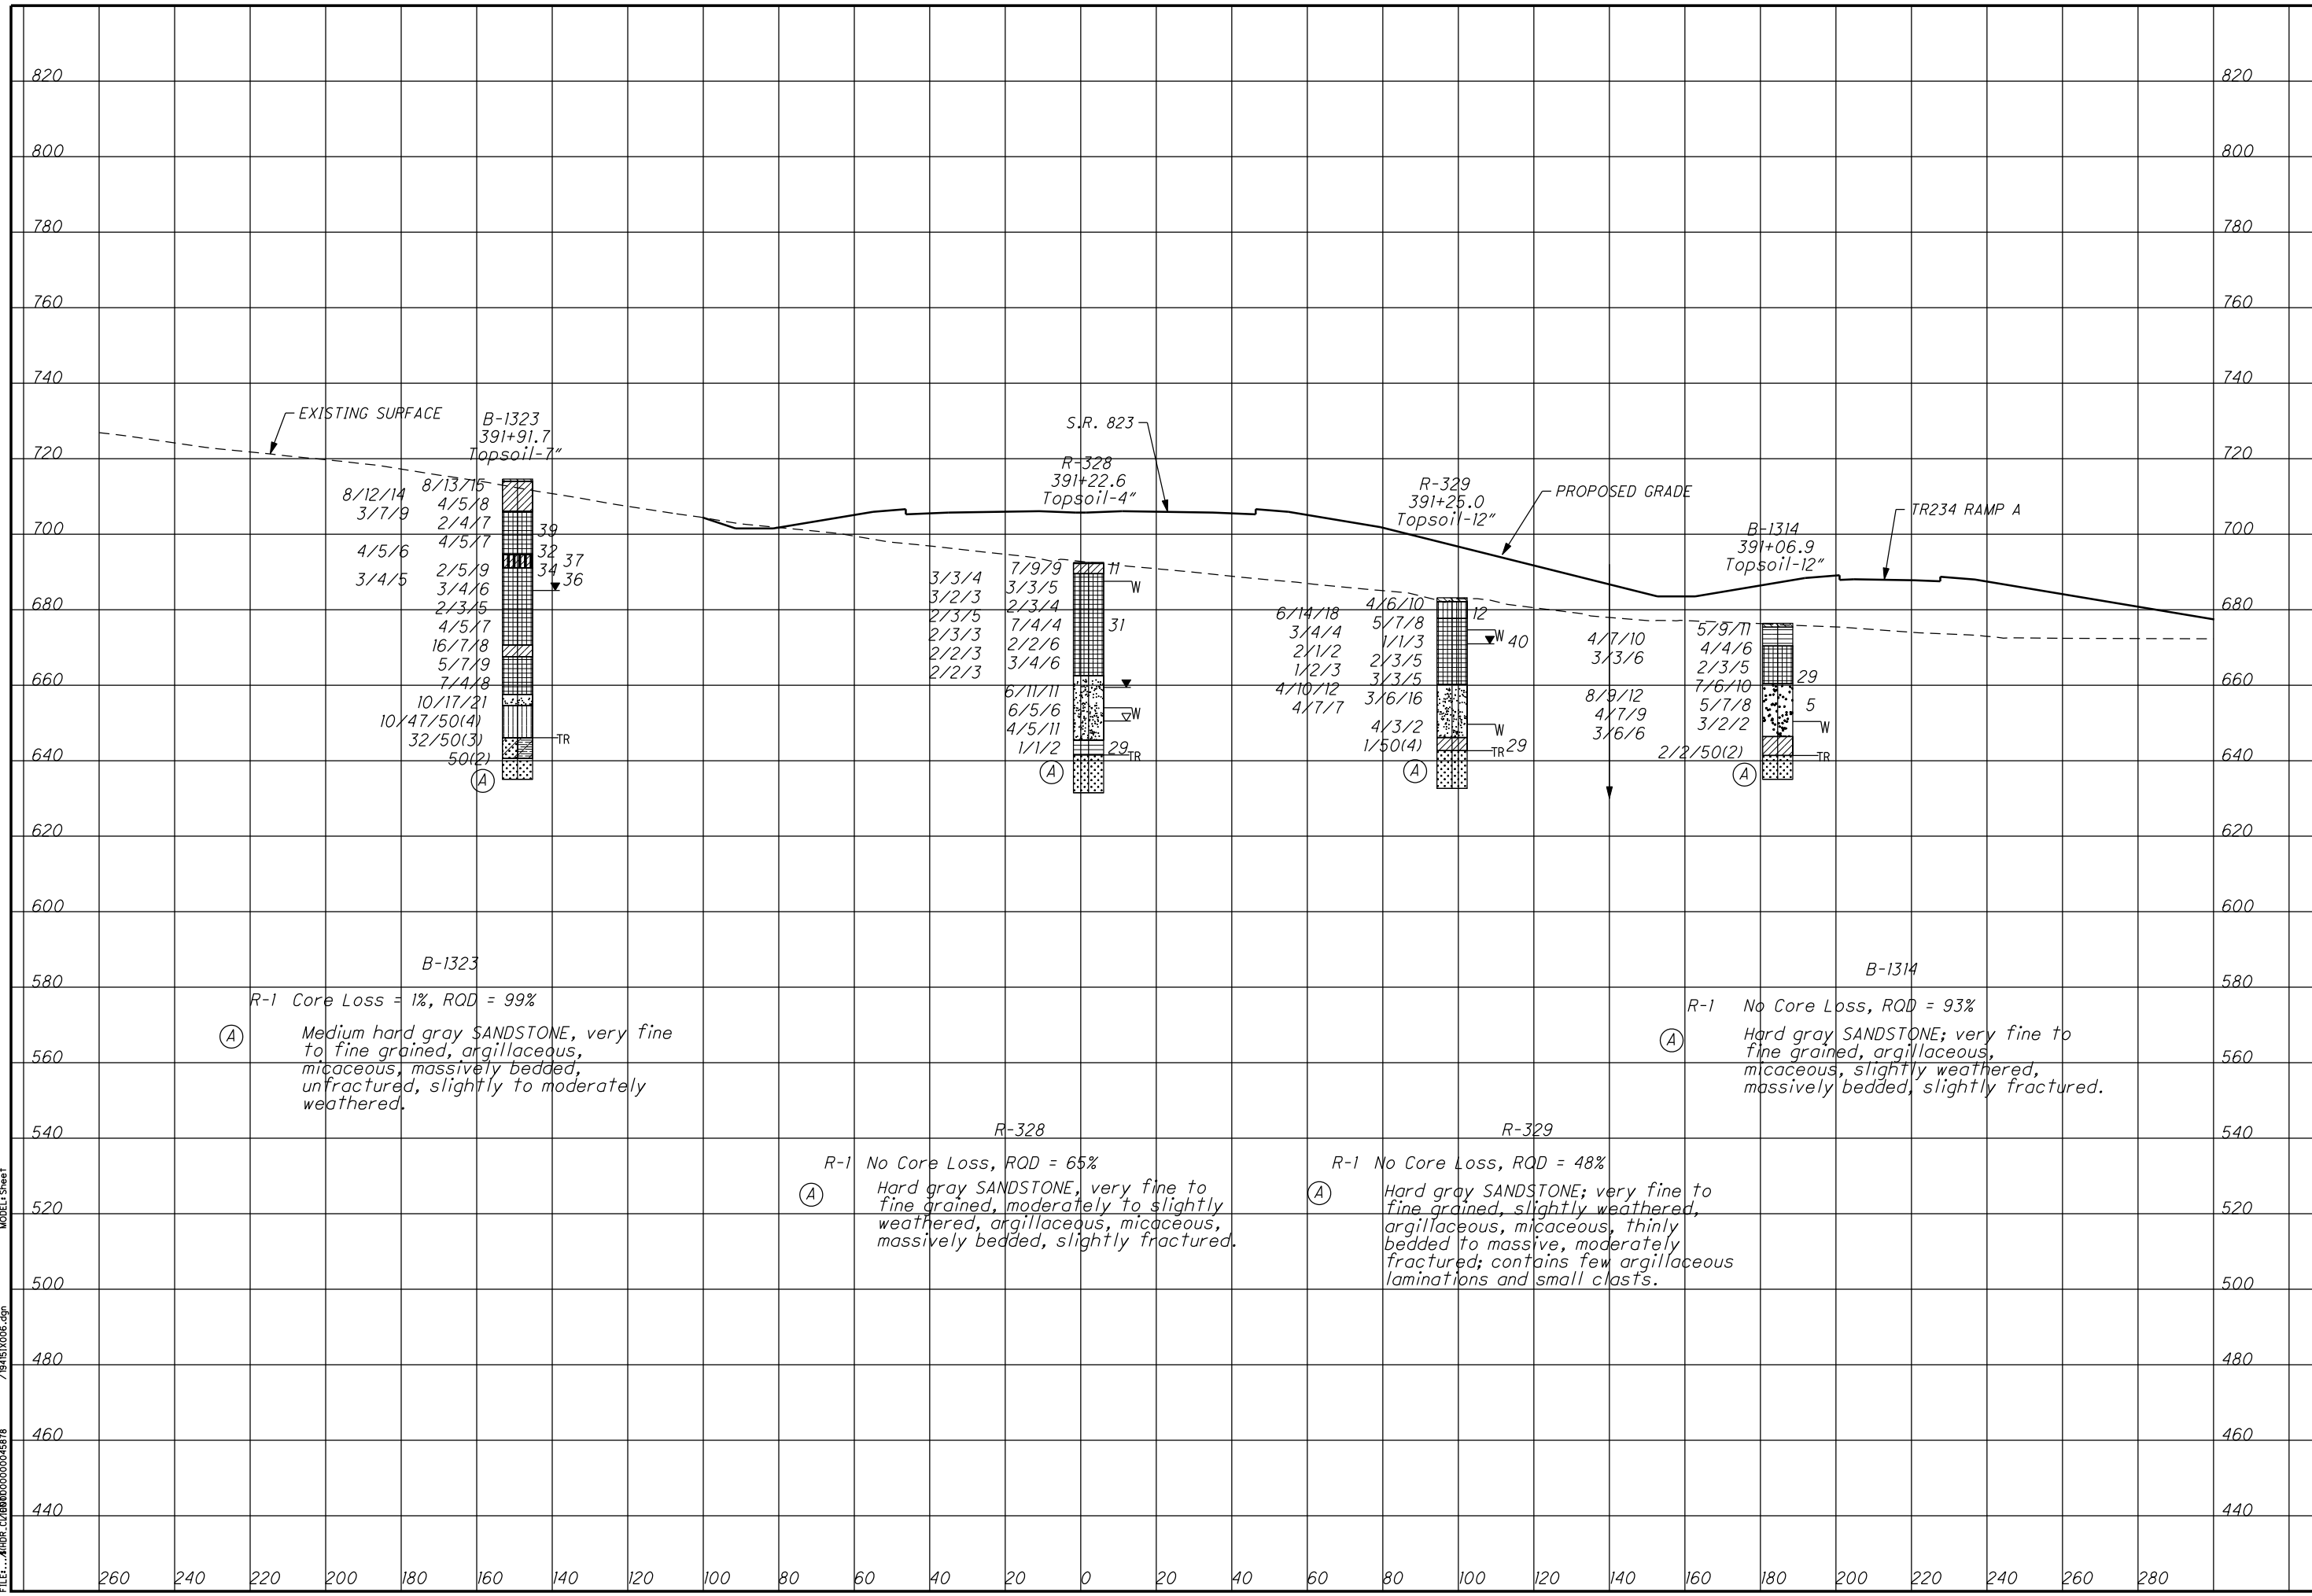 820 820
800 800
780 780
760 760
740 740
EXISTING SURFACE
B-1323
391+91.7
Topsoil-7"
S.R. 823
720 720
R-328
391+22.6
Topsoil-4"
R-329
391+25.0
Topsoil-12"
PROPOSED GRADE
TR234 RAMP A
B-1314
391+06.9
Topsoil-12"
700 700
680 680
660 660
640 640
620 620
600 600
8/12/14
3/7/9
4/5/6
3/4/5
8/13/15
4/5/8
2/4/7
4/5/7
2/5/9
3/4/6
2/3/5
4/5/7
16/7/8
5/7/9
7/4/8
10/17/21
10/47/50(4)
32/50(3)
50(2)
39
32
34
37
36
TR
A
3/3/4
3/2/3
2/3/5
2/3/3
2/2/3
2/2/3
7/9/9
3/3/5
2/3/4
7/4/4
2/2/6
3/4/6
6/11/11
6/5/6
4/5/11
1/1/2
11
W
31
W
29
TR
A
6/14/18
3/4/4
2/1/2
1/2/3
4/10/12
4/7/7
4/6/10
5/7/8
1/1/3
2/3/5
3/3/5
3/6/16
4/3/2
1/50(4)
12
W
40
W
TR 29
A
4/7/10
3/3/6
8/9/12
4/7/9
3/6/6
5/9/11
4/4/6
2/3/5
7/6/10
5/7/8
3/2/2
2/2/50(2)
29
5
W
TR
A
B-1323
580 580
R-1 Core Loss = 1%, RQD = 99%
A
Medium hard gray SANDSTONE, very fine
to fine grained, argillaceous,
micaceous, massively bedded,
unfractured, slightly to moderately
weathered.
B-1314
R-1 No Core Loss, RQD = 93%
A
Hard gray SANDSTONE; very fine to
fine grained, argillaceous,
micaceous, slightly weathered,
massively bedded, slightly fractured.
560 560
540 540
R-328
R-1 No Core Loss, RQD = 65%
A
Hard gray SANDSTONE, very fine to
fine grained, moderately to slightly
weathered, argillaceous, micaceous,
massively bedded, slightly fractured.
R-329
R-1 No Core Loss, RQD = 48%
A
Hard gray SANDSTONE; very fine to
fine grained, slightly weathered,
argillaceous, micaceous, thinly
bedded to massive, moderately
fractured; contains few argillaceous
laminations and small clasts.
520 520
500 500
480 480
460 460
440 440
260 240 220 200 180 160 140 120 100 80 60 40 20 0 20 40 60 80 100 120 140 160 180 200 220 240 260 280
MODEL: Sheet